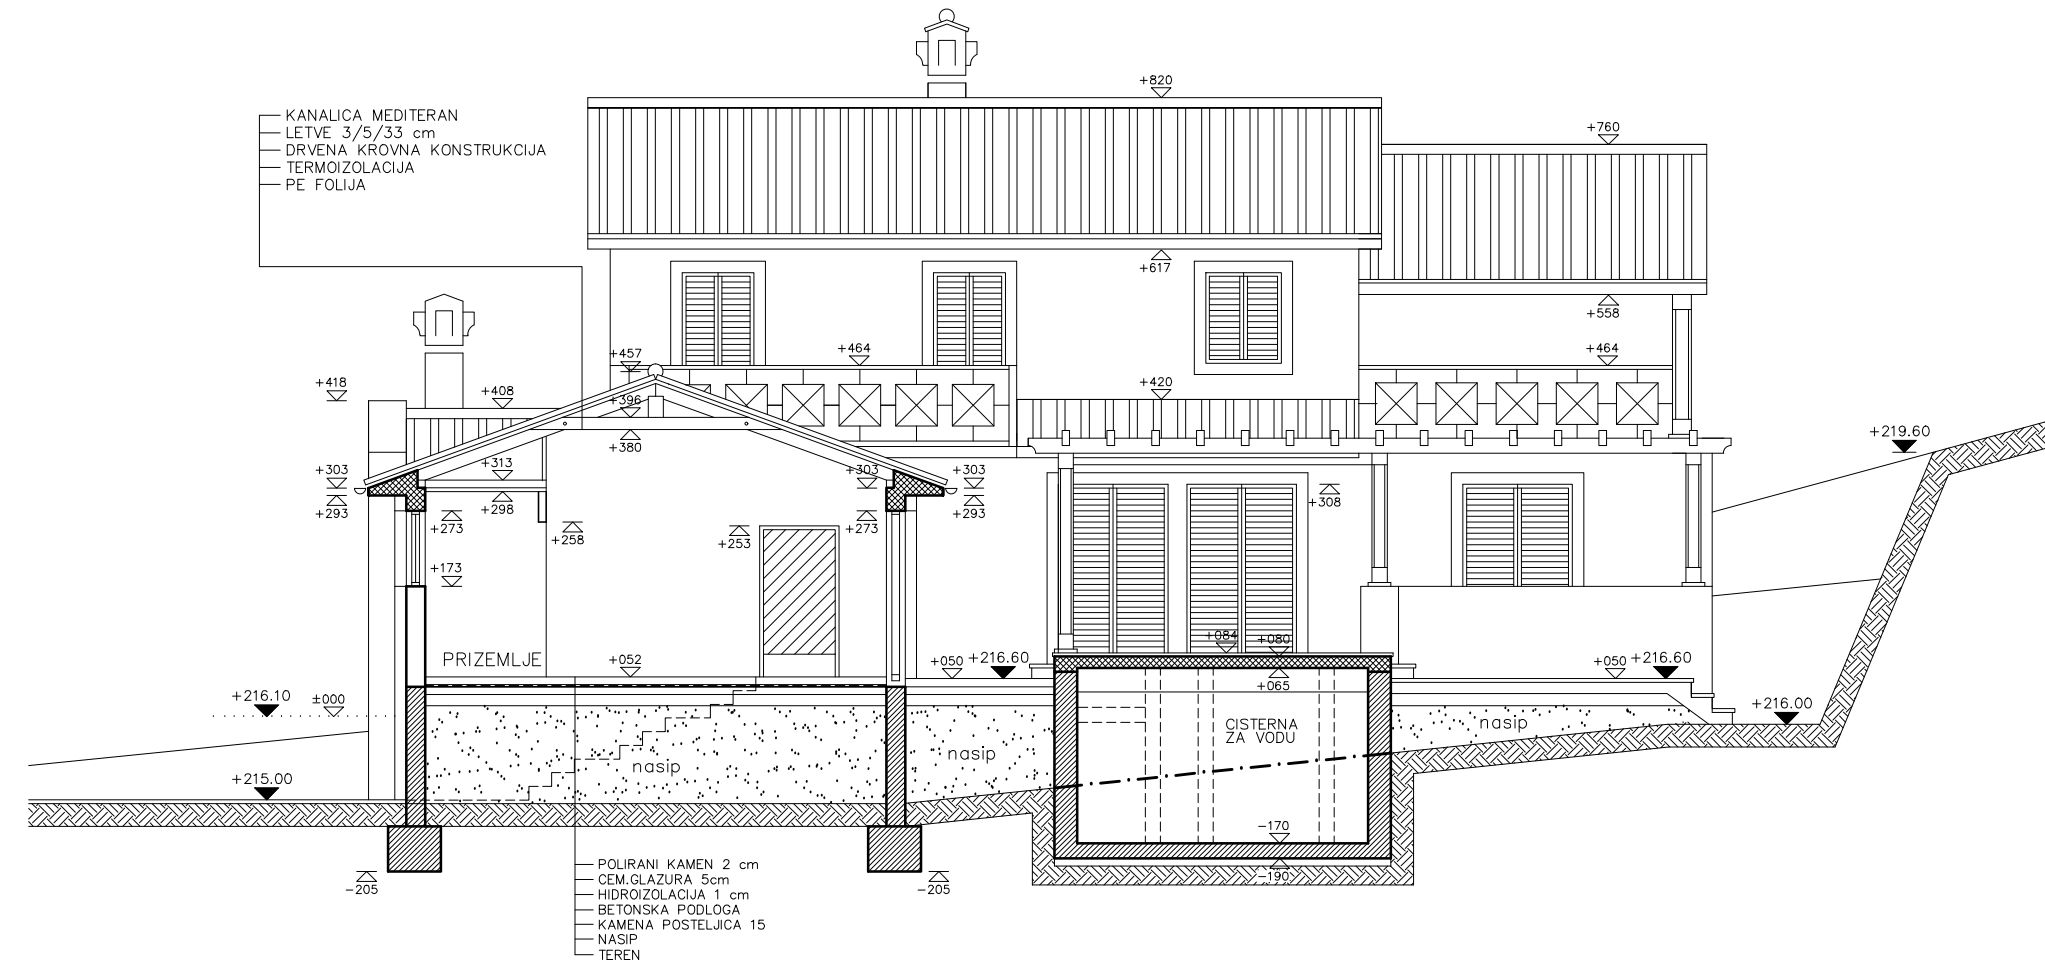 +820
KANALICA MEDITERAN
LETVE 3/5/33 cm
DRVENA KROVNA KONSTRUKCIJA
TERMOIZOLACIJA
PE FOLIJA
+760
+617
+558
+457
+464
+464
+418
+408
+396
+420
+380
+219.60
+303
+313
+303
+303
+293
+298
+273
+258
+253
+273
+293
+308
+173
PRIZEMLJE
+052
+050
+216.60
+084
+080
+050
+216.60
+065
+216.10
±000
+216.00
nasip
nasip
nasip
CISTERNA
ZA VODU
+215.00
-170
-190
-205
-205
POLIRANI KAMEN 2 cm
CEM.GLAZURA 5cm
HIDROIZOLACIJA 1 cm
BETONSKA PODLOGA
KAMENA POSTELJICA 15
NASIP
TEREN